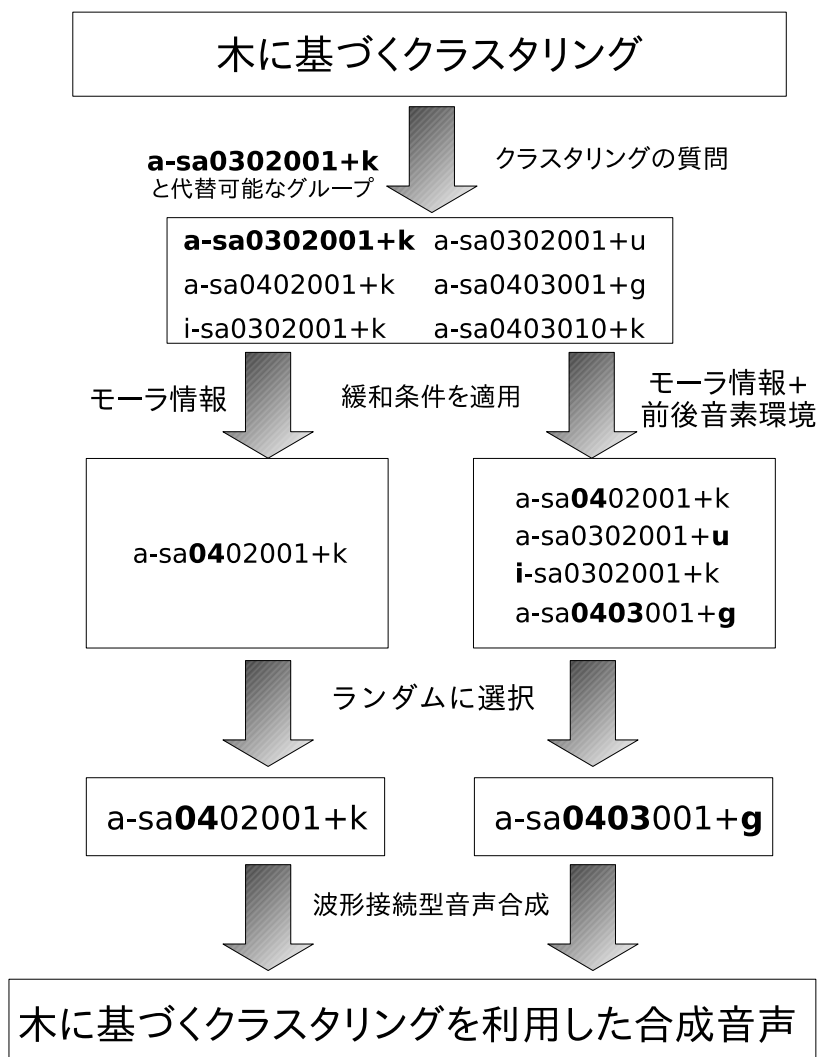 木に基づくクラスタリング
a-sa0302001+k
と代替可能なグループ
クラスタリングの質問
a-sa0302001+k a-sa0302001+u
a-sa0402001+k a-sa0403001+g
i-sa0302001+k a-sa0403010+k
モーラ情報
緩和条件を適用
モーラ情報+
前後音素環境
a-sa0402001+k
a-sa0402001+k
a-sa0302001+u
i-sa0302001+k
a-sa0403001+g
ランダムに選択
a-sa0402001+k
a-sa0403001+g
波形接続型音声合成
木に基づくクラスタリングを利用した合成音声